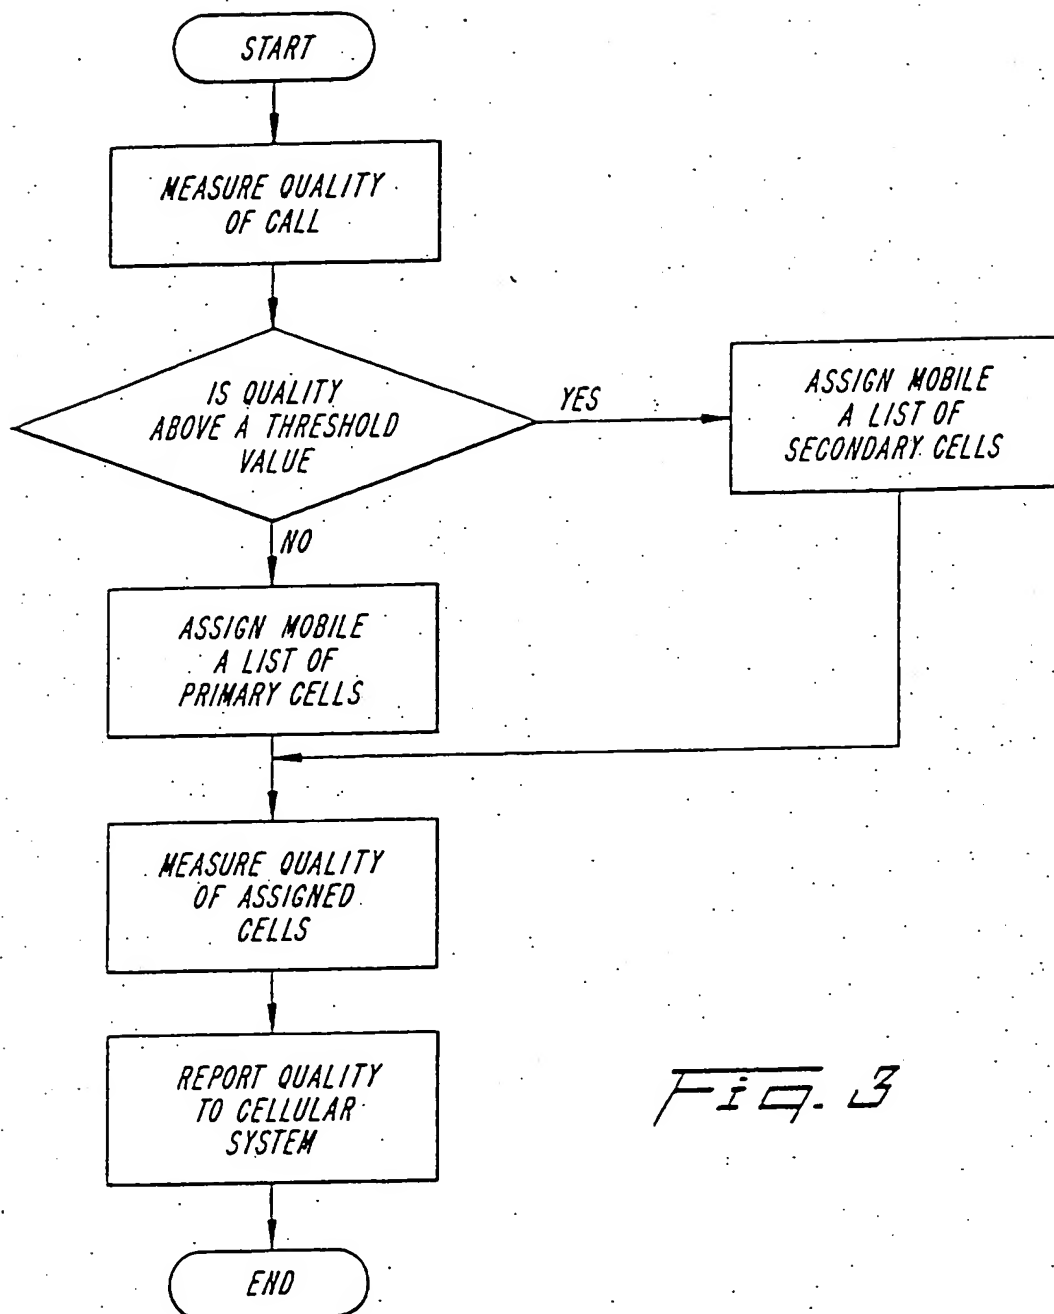 START
MEASURE QUALITY
OF CALL
IS QUALITY
ABOVE A THRESHOLD
VALUE
YES
ASSIGN MOBILE
A LIST OF
SECONDARY CELLS
NO
ASSIGN MOBILE
A LIST OF
PRIMARY CELLS
MEASURE QUALITY
OF ASSIGNED
CELLS
REPORT QUALITY
TO CELLULAR
SYSTEM
END
Fig. 3